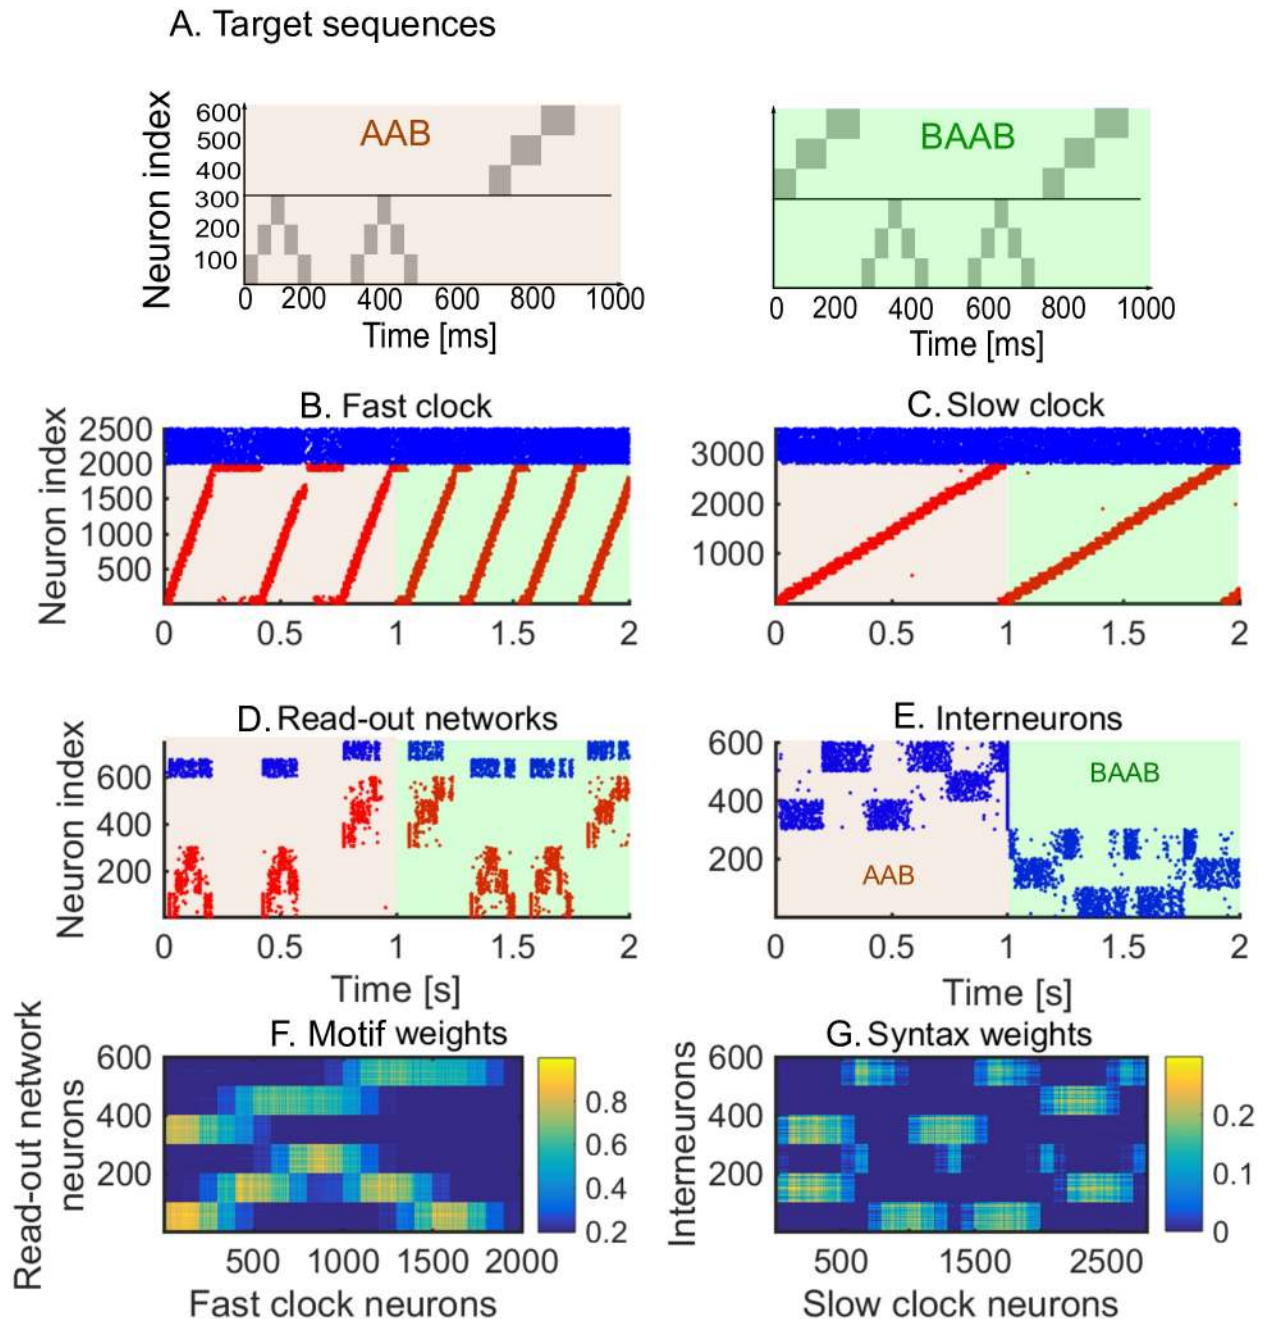 A. Target sequences
Neuron index
600
500
400
300
200
100
AAB
0 200 400 600 800 1000
Time [ms]
BAAB
0 200 400 600 800 1000
Time [ms]
B. Fast clock
Neuron index
2500
2000
1500
1000
500
0 0.5 1 1.5 2
C. Slow clock
3000
2000
1000
0 0.5 1 1.5 2
D. Read-out networks
Neuron index
600
400
200
0 0.5 1 1.5 2
Time [s]
E. Interneurons
600
400
200
BAAB
AAB
0 0.5 1 1.5 2
Time [s]
F. Motif weights
Read-out network
neurons
600
400
200
500 1000 1500 2000
Fast clock neurons
0.8
0.6
0.4
0.2
G. Syntax weights
Interneurons
600
400
200
500 1500 2500
Slow clock neurons
0.2
0.1
0